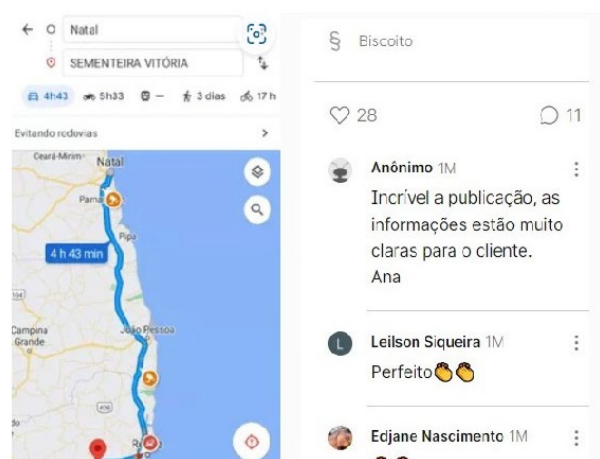 Natal
SEMENTEIRA VITÓRIA
4h43
5h33
—
3 dias
17 h
Evitando rodovias
Ceará-Mirim
Natal
Parna
Pipa
4 h 43 min
João Pessoa
Campina
Grande
§ Biscoito
28
11
Anônimo 1M
Incrível a publicação, as
informações estão muito
claras para o cliente.
Ana
L
Leilson Siqueira 1M
Perfeito👏👏
Edjane Nascimento 1M